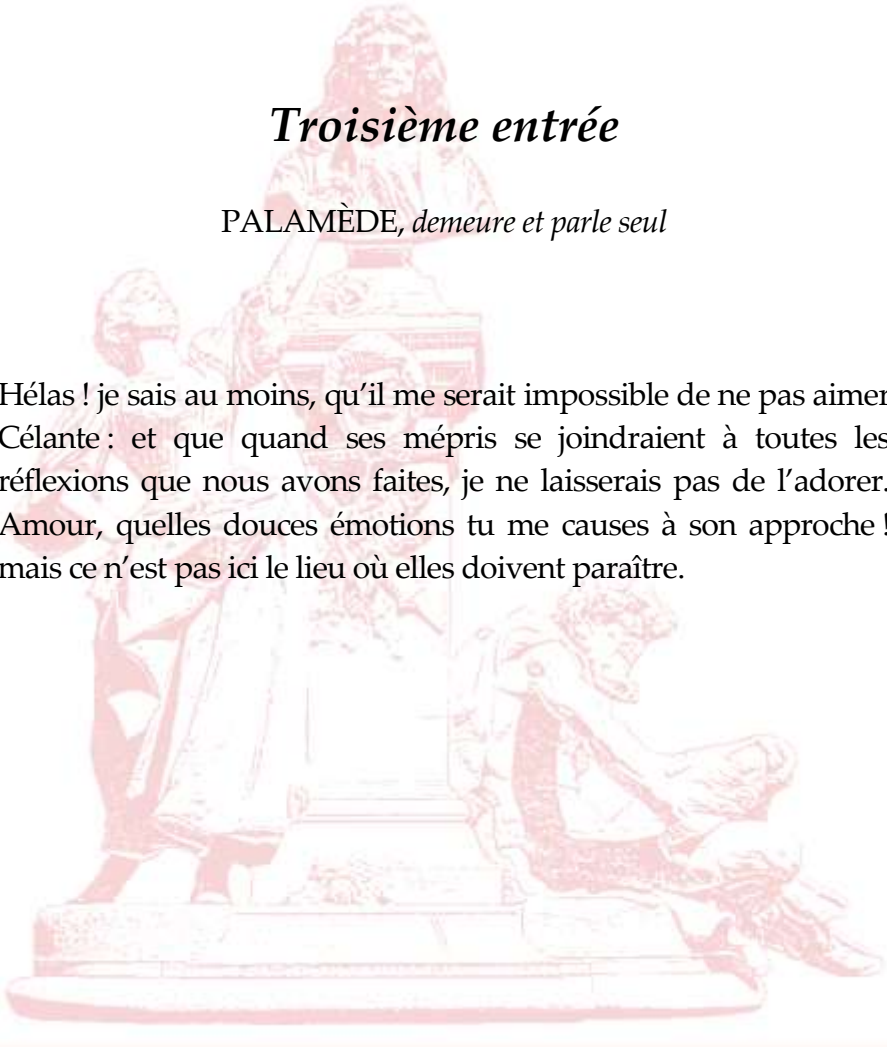 Troisième entrée
PALAMÈDE, demeure et parle seul
Hélas ! je sais au moins, qu’il me serait impossible de ne pas aimer
Célante : et que quand ses mépris se joindraient à toutes les
réflexions que nous avons faites, je ne laisserais pas de l’adorer.
Amour, quelles douces émotions tu me causes à son approche !
mais ce n’est pas ici le lieu où elles doivent paraître.